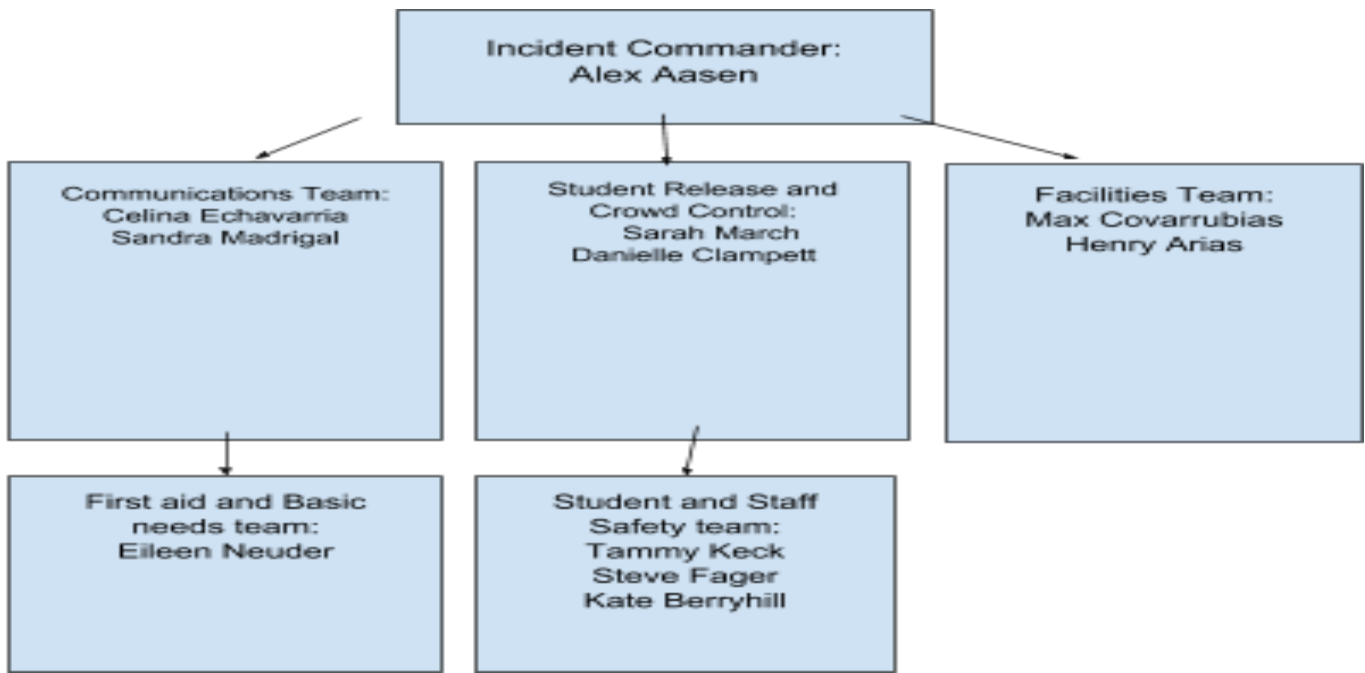 Incident Commander:
Alex Aasen
Communications Team:
Celina Echavarria
Sandra Madrigal
Student Release and
Crowd Control:
Sarah March
Danielle Clampett
Facilities Team:
Max Covarrubias
Henry Arias
First aid and Basic
needs team:
Eileen Neuder
Student and Staff
Safety team:
Tammy Keck
Steve Fager
Kate Berryhill